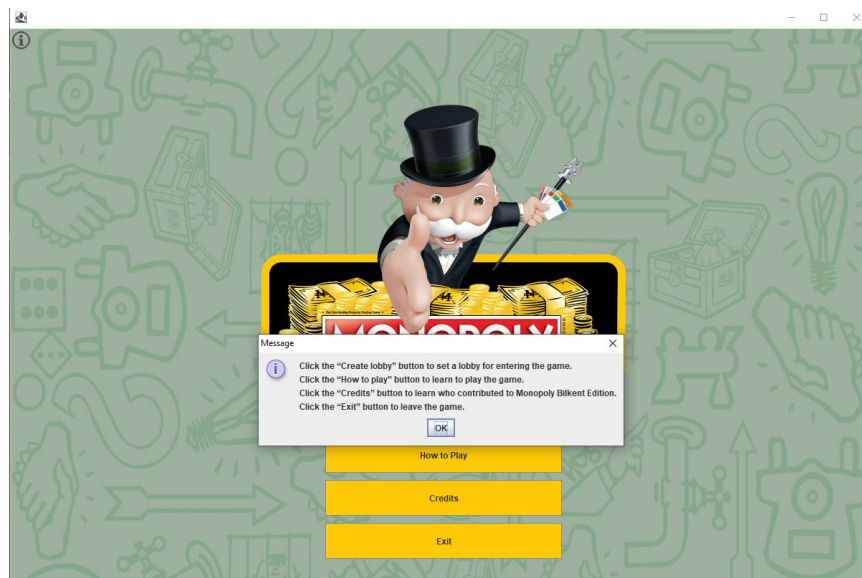 MONOPOLY
Message
Click the “Create lobby” button to set a lobby for entering the game.
Click the “How to play” button to learn to play the game.
Click the “Credits” button to learn who contributed to Monopoly Bilkent Edition.
Click the “Exit” button to leave the game.
OK
How to Play
Credits
Exit